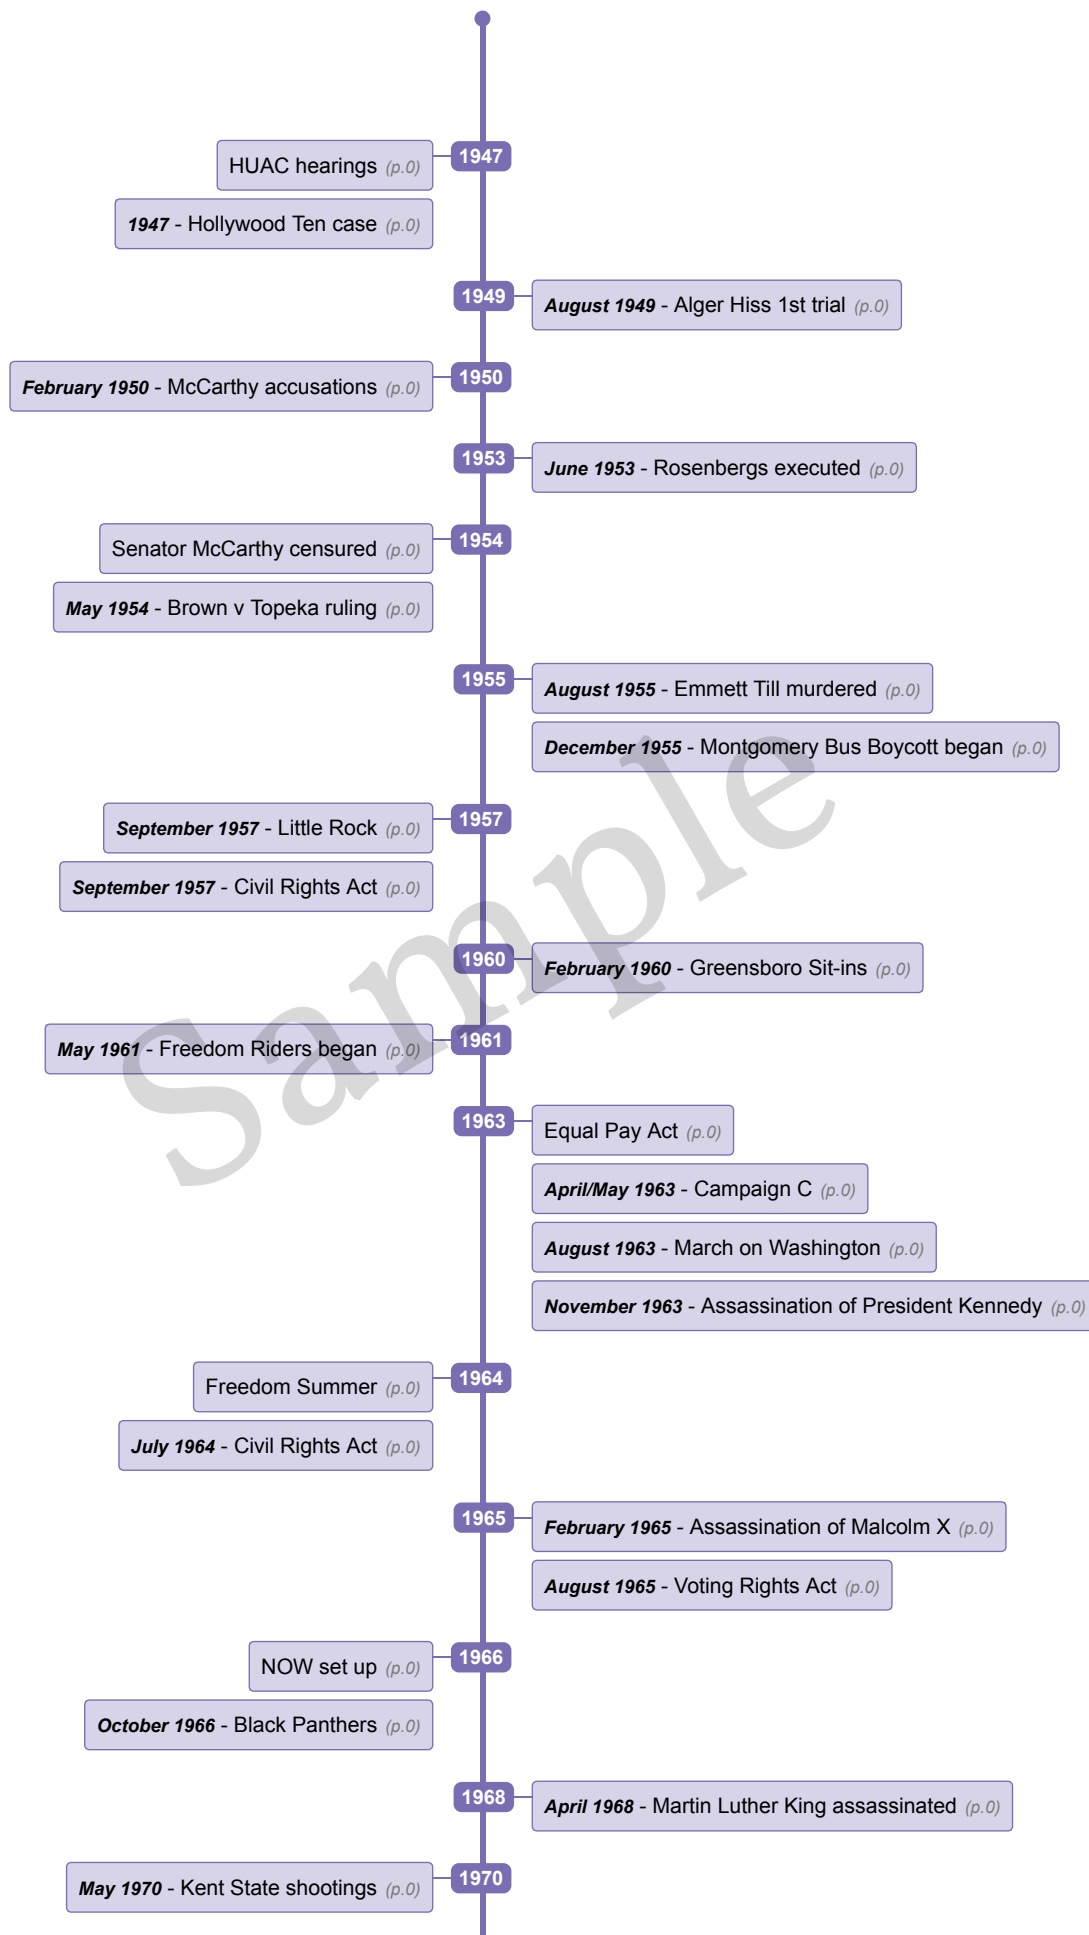 1947
HUAC hearings (p.0)
1947 - Hollywood Ten case (p.0)
1949
August 1949 - Alger Hiss 1st trial (p.0)
1950
February 1950 - McCarthy accusations (p.0)
1953
June 1953 - Rosenbergs executed (p.0)
1954
Senator McCarthy censured (p.0)
May 1954 - Brown v Topeka ruling (p.0)
1955
August 1955 - Emmett Till murdered (p.0)
December 1955 - Montgomery Bus Boycott began (p.0)
1957
September 1957 - Little Rock (p.0)
September 1957 - Civil Rights Act (p.0)
1960
February 1960 - Greensboro Sit-ins (p.0)
1961
May 1961 - Freedom Riders began (p.0)
1963
Equal Pay Act (p.0)
April/May 1963 - Campaign C (p.0)
August 1963 - March on Washington (p.0)
November 1963 - Assassination of President Kennedy (p.0)
1964
Freedom Summer (p.0)
July 1964 - Civil Rights Act (p.0)
1965
February 1965 - Assassination of Malcolm X (p.0)
August 1965 - Voting Rights Act (p.0)
1966
NOW set up (p.0)
October 1966 - Black Panthers (p.0)
1968
April 1968 - Martin Luther King assassinated (p.0)
1970
May 1970 - Kent State shootings (p.0)
Sample